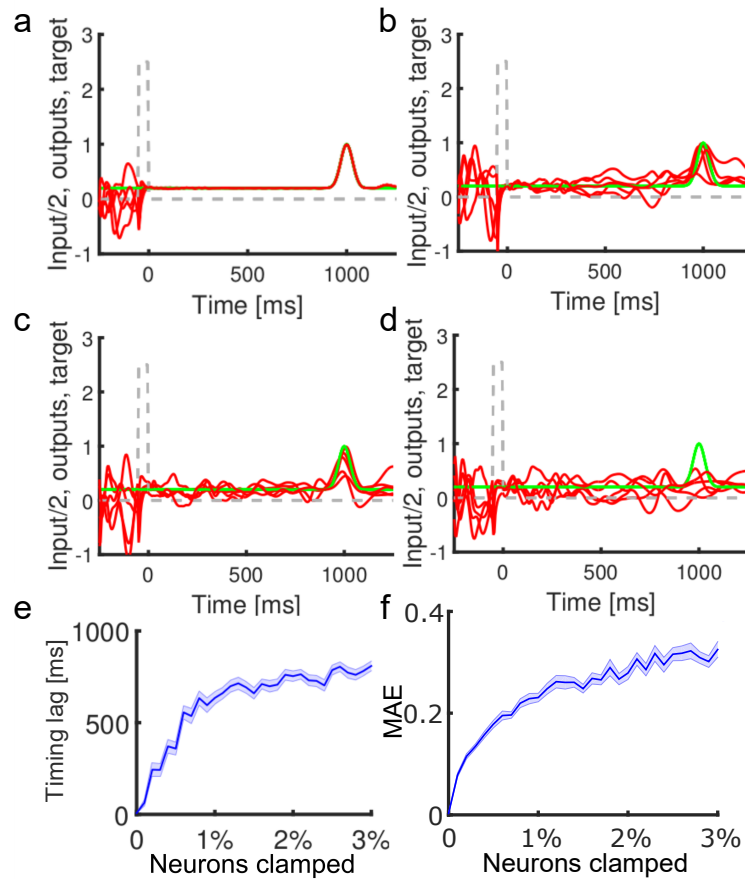 a
Input/2, outputs, target
3
2
1
0
-1
0
500
1000
Time [ms]
b
Input/2, outputs, target
3
2
1
0
-1
0
500
1000
Time [ms]
c
Input/2, outputs, target
3
2
1
0
-1
0
500
1000
Time [ms]
d
Input/2, outputs, target
3
2
1
0
-1
0
500
1000
Time [ms]
e
Timing lag [ms]
1000
500
0
0
1%
2%
3%
Neurons clamped
f
MAE
0.4
0.2
0
0
1%
2%
3%
Neurons clamped